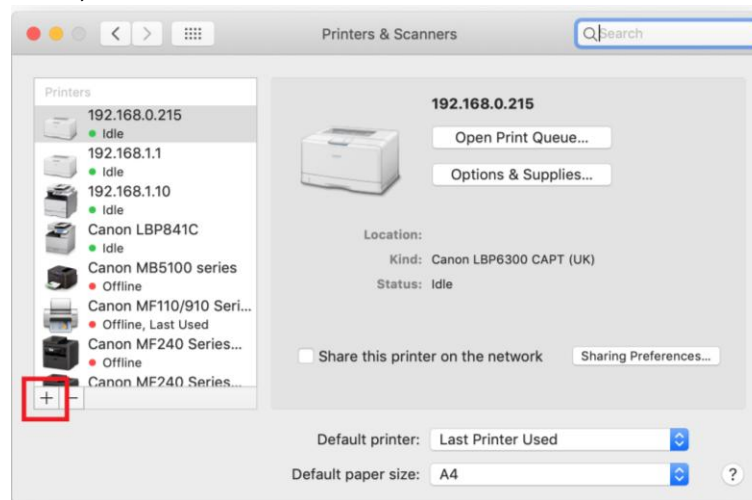 Printers & Scanners
Search
Printers
192.168.0.215
Idle
192.168.1.1
Idle
192.168.1.10
Idle
Canon LBP841C
Idle
Canon MB5100 series
Offline
Canon MF110/910 Seri...
Offline, Last Used
Canon MF240 Series...
Offline
Canon MF240 Series...
+ −
192.168.0.215
Open Print Queue...
Options & Supplies...
Location:
Kind: Canon LBP6300 CAPT (UK)
Status: Idle
Share this printer on the network
Sharing Preferences...
Default printer: Last Printer Used
Default paper size: A4
?